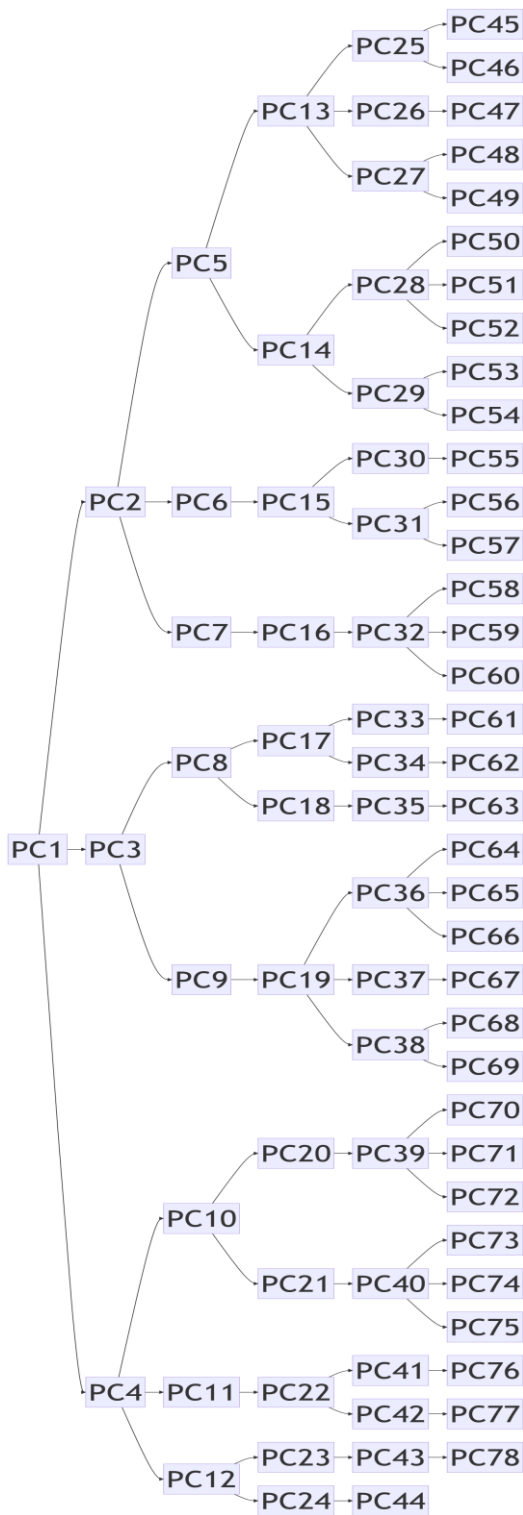 PC45
PC25
PC46
PC13 PC26 PC47
PC48
PC27
PC49
PC50
PC5
PC28 PC51
PC52
PC14
PC53
PC29
PC54
PC30 PC55
PC2 PC6 PC15 PC56
PC31
PC57
PC58
PC7 PC16 PC32 PC59
PC60
PC33 PC61
PC17
PC8 PC34 PC62
PC18 PC35 PC63
PC1 PC3 PC64
PC36 PC65
PC66
PC9 PC19 PC37 PC67
PC68
PC38
PC69
PC70
PC20 PC39 PC71
PC72
PC10
PC73
PC21 PC40 PC74
PC75
PC41 PC76
PC4 PC11 PC22
PC42 PC77
PC23 PC43 PC78
PC12
PC24 PC44